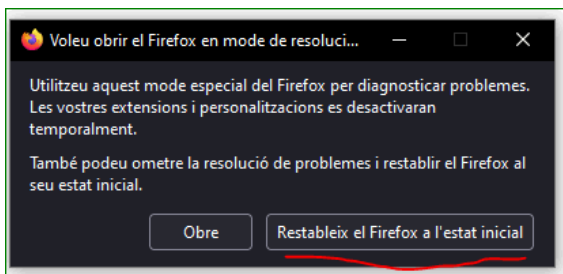 Voleu obrir el Firefox en mode de resoluci...
Utilitzeu aquest mode especial del Firefox per diagnosticar problemes.
Les vostres extensions i personalitzacions es desactivaran
temporalment.
També podeu ometre la resolució de problemes i restablir el Firefox al
seu estat inicial.
Obre
Restableix el Firefox a l'estat inicial